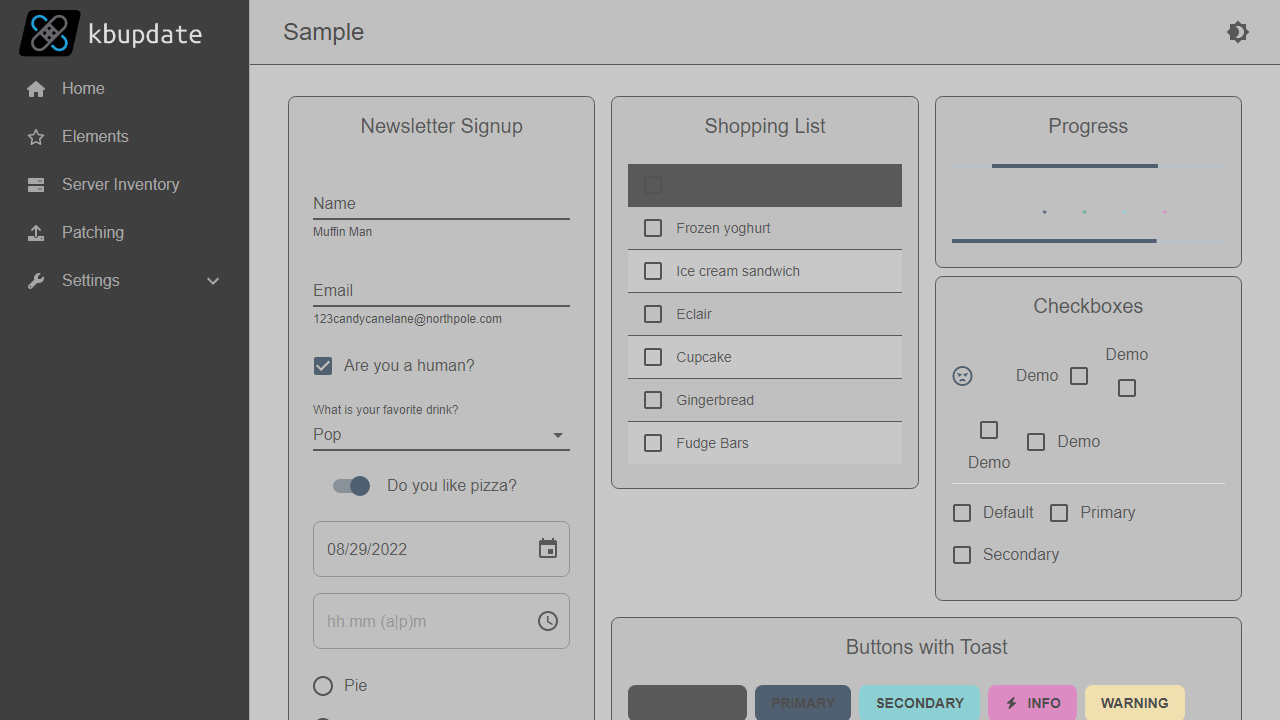 kbupdate
Home
Elements
Server Inventory
Patching
Settings
Sample
Newsletter Signup
Name
Muffin Man
Email
123candycanelane@northpole.com
Are you a human?
What is your favorite drink?
Pop
Do you like pizza?
08/29/2022
hh:mm (a|p)m
Pie
Shopping List
Frozen yoghurt
Ice cream sandwich
Eclair
Cupcake
Gingerbread
Fudge Bars
Progress
Checkboxes
Demo
Demo
Demo
Demo
Default
Primary
Secondary
Buttons with Toast
PRIMARY
SECONDARY
INFO
WARNING